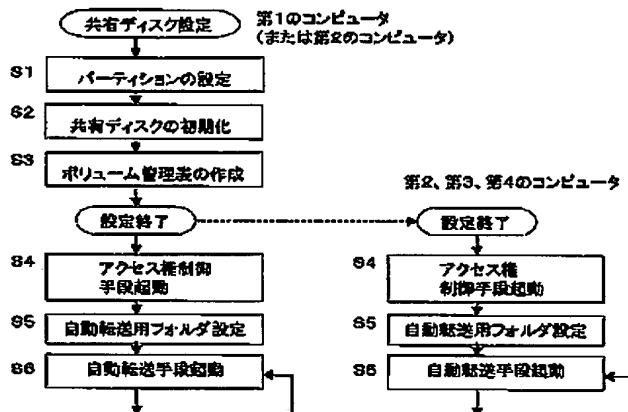 共有ディスク設定
第1のコンピュータ
(または第2のコンピュータ)
S1
パーティションの設定
S2
共有ディスクの初期化
S3
ボリューム管理表の作成
第2、第3、第4のコンピュータ
設定終了
設定終了
S4
アクセス権制御
手段起動
S4
アクセス権
制御手段起動
S5
自動転送用フォルダ設定
S5
自動転送用フォルダ設定
S6
自動転送手段起動
S6
自動転送手段起動